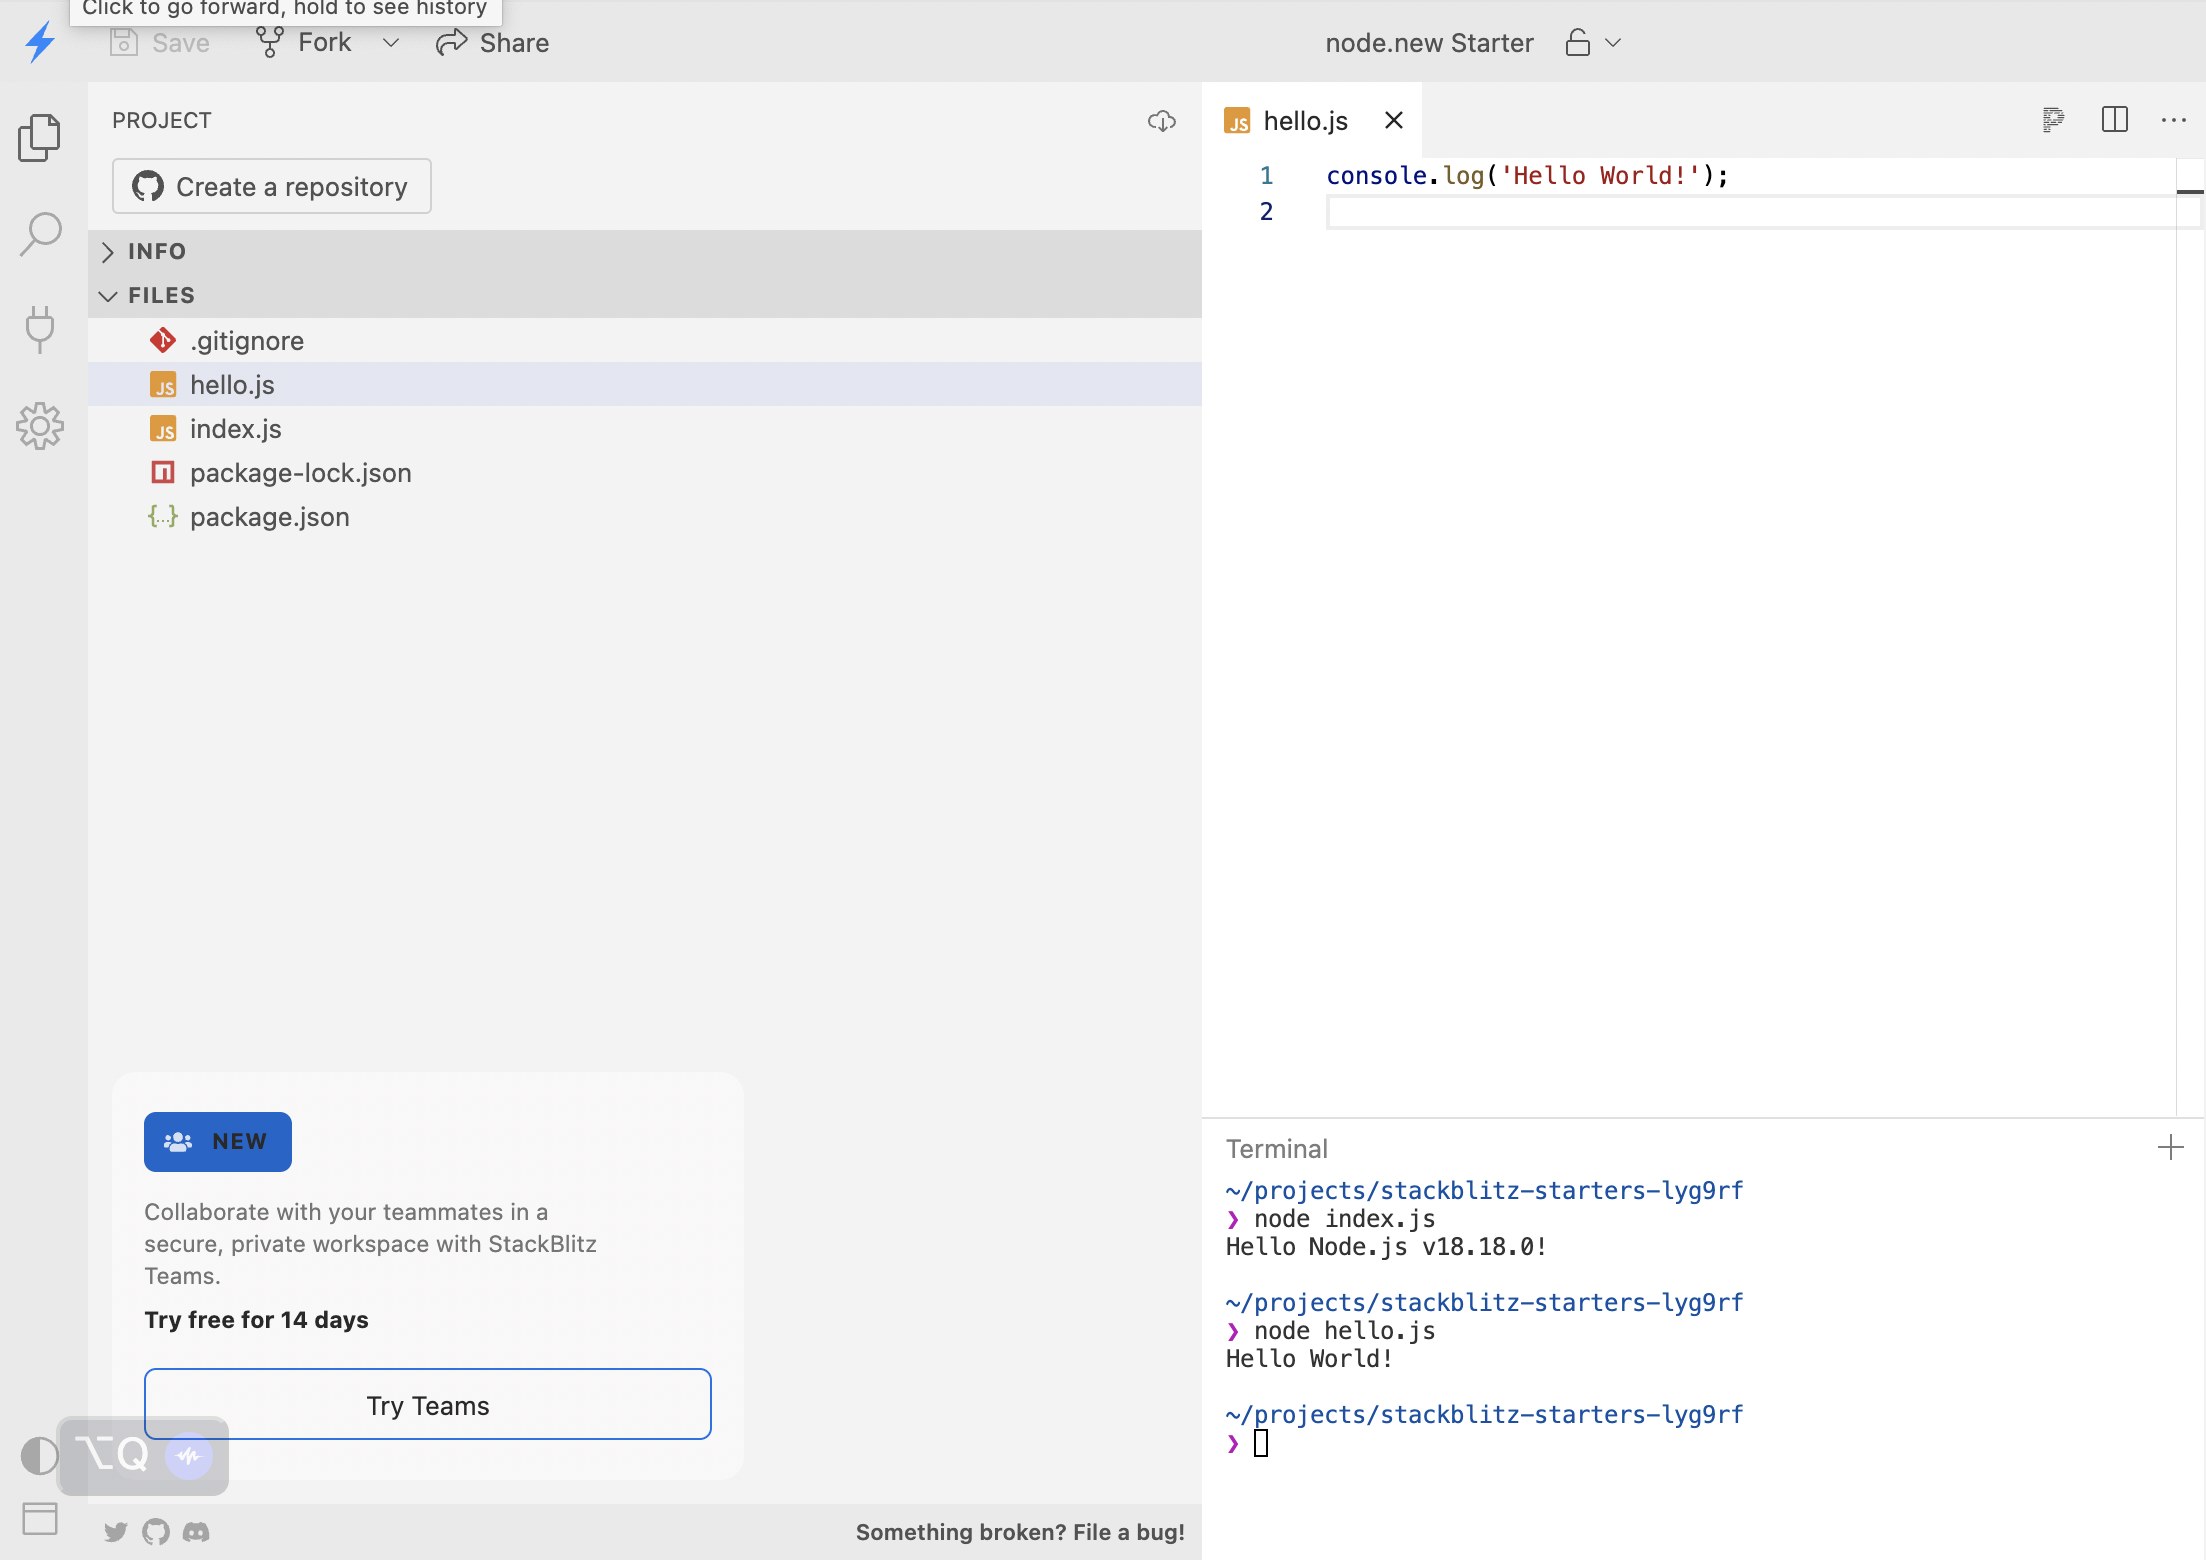 Click to go forward, hold to see history
Save
Fork
Share
node.new Starter
PROJECT
Create a repository
INFO
FILES
.gitignore
JS hello.js
JS index.js
package-lock.json
{...} package.json
NEW
Collaborate with your teammates in a
secure, private workspace with StackBlitz
Teams.
Try free for 14 days
Try Teams
⌥Q
Something broken? File a bug!
JS hello.js
1 console.log('Hello World!');
2
Terminal
~/projects/stackblitz-starters-lyg9rf
❯ node index.js
Hello Node.js v18.18.0!
~/projects/stackblitz-starters-lyg9rf
❯ node hello.js
Hello World!
~/projects/stackblitz-starters-lyg9rf
❯